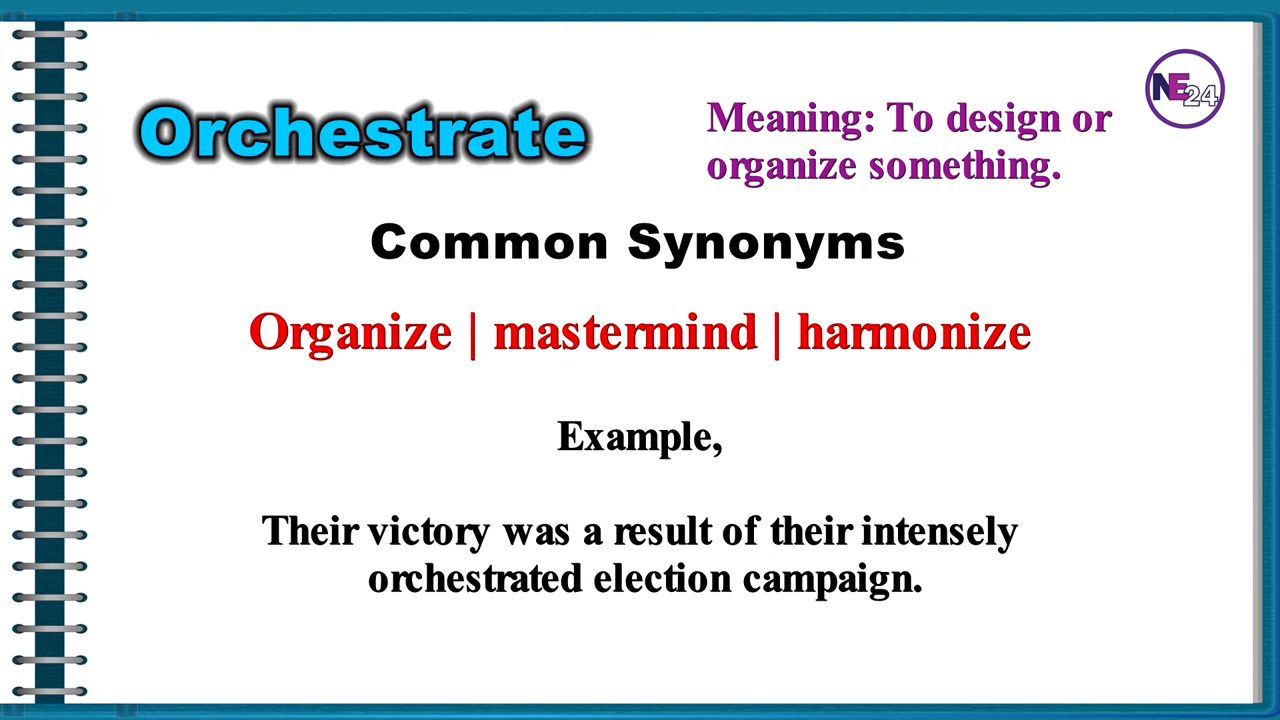 Orchestrate
Meaning: To design or
organize something.
NE24
Common Synonyms
Organize | mastermind | harmonize
Example,
Their victory was a result of their intensely
orchestrated election campaign.